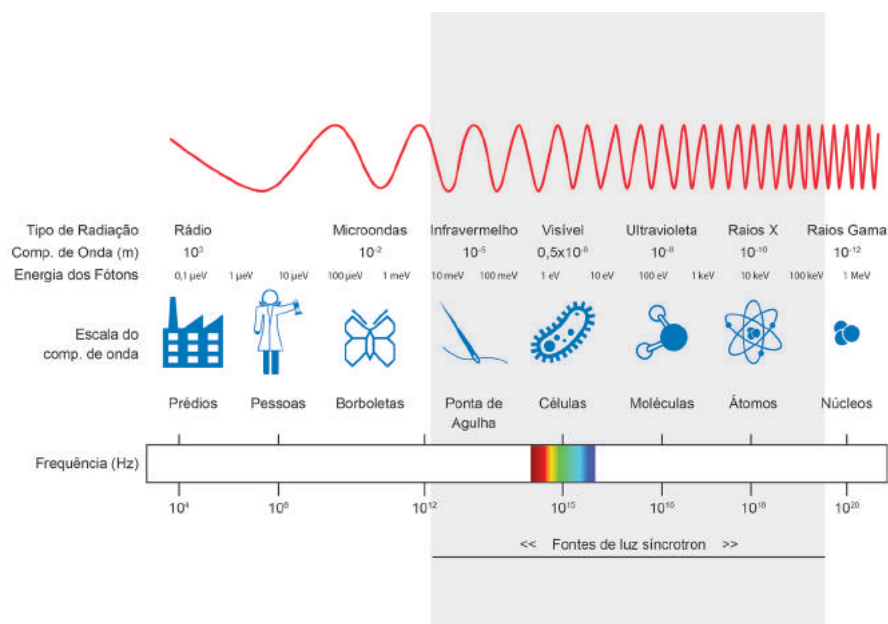 Tipo de Radiação Rádio Microondas Infravermelho Visível Ultravioleta Raios X Raios Gama
Comp. de Onda (m) 10³ 10⁻² 10⁻⁵ 0,5x10⁻⁶ 10⁻⁸ 10⁻¹⁰ 10⁻¹²
Energia dos Fótons 0,1 µeV 1 µeV 10 µeV 100 µeV 1 meV 10 meV 100 meV 1 eV 10 eV 100 eV 1 keV 10 keV 100 keV 1 MeV
Escala do
comp. de onda
Prédios Pessoas Borboletas Ponta de Células Moléculas Átomos Núcleos
Agulha
Frequência (Hz)
10⁴ 10⁸ 10¹² 10¹⁵ 10¹⁶ 10¹⁸ 10²⁰
<< Fontes de luz síncrotron >>